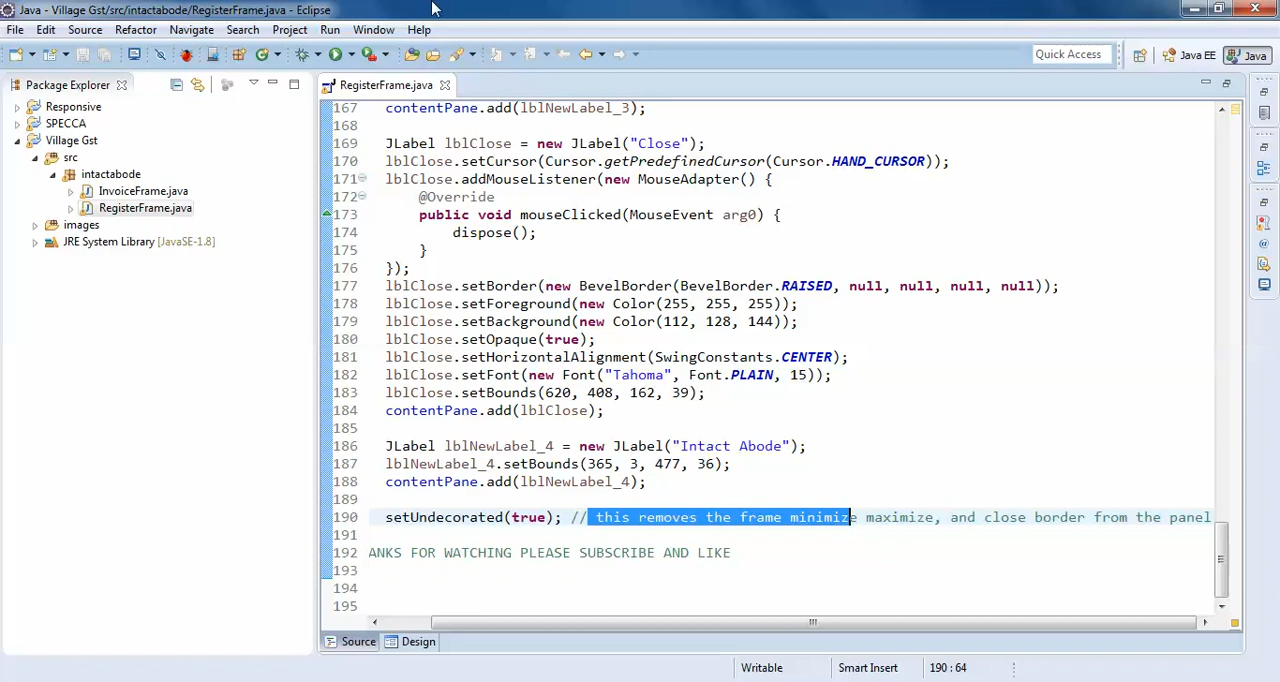 Java - Village Gst/src/intactabode/RegisterFrame.java - Eclipse
File Edit Source Refactor Navigate Search Project Run Window Help
Quick Access Java EE Java
Package Explorer
Responsive
SPECCA
Village Gst
src
intactabode
InvoiceFrame.java
RegisterFrame.java
images
JRE System Library [JavaSE-1.8]
RegisterFrame.java
167 contentPane.add(lblNewLabel_3);
168
169 JLabel lblClose = new JLabel("Close");
170 lblClose.setCursor(Cursor.getPredefinedCursor(Cursor.HAND_CURSOR));
171 lblClose.addMouseListener(new MouseAdapter() {
172 @Override
173 public void mouseClicked(MouseEvent arg0) {
174 dispose();
175 }
176 });
177 lblClose.setBorder(new BevelBorder(BevelBorder.RAISED, null, null, null, null));
178 lblClose.setForeground(new Color(255, 255, 255));
179 lblClose.setBackground(new Color(112, 128, 144));
180 lblClose.setOpaque(true);
181 lblClose.setHorizontalAlignment(SwingConstants.CENTER);
182 lblClose.setFont(new Font("Tahoma", Font.PLAIN, 15));
183 lblClose.setBounds(620, 408, 162, 39);
184 contentPane.add(lblClose);
185
186 JLabel lblNewLabel_4 = new JLabel("Intact Abode");
187 lblNewLabel_4.setBounds(365, 3, 477, 36);
188 contentPane.add(lblNewLabel_4);
189
190 setUndecorated(true); // this removes the frame minimize maximize, and close border from the panel
191
192 ANKS FOR WATCHING PLEASE SUBSCRIBE AND LIKE
193
194
195
Source Design
Writable Smart Insert 190 : 64